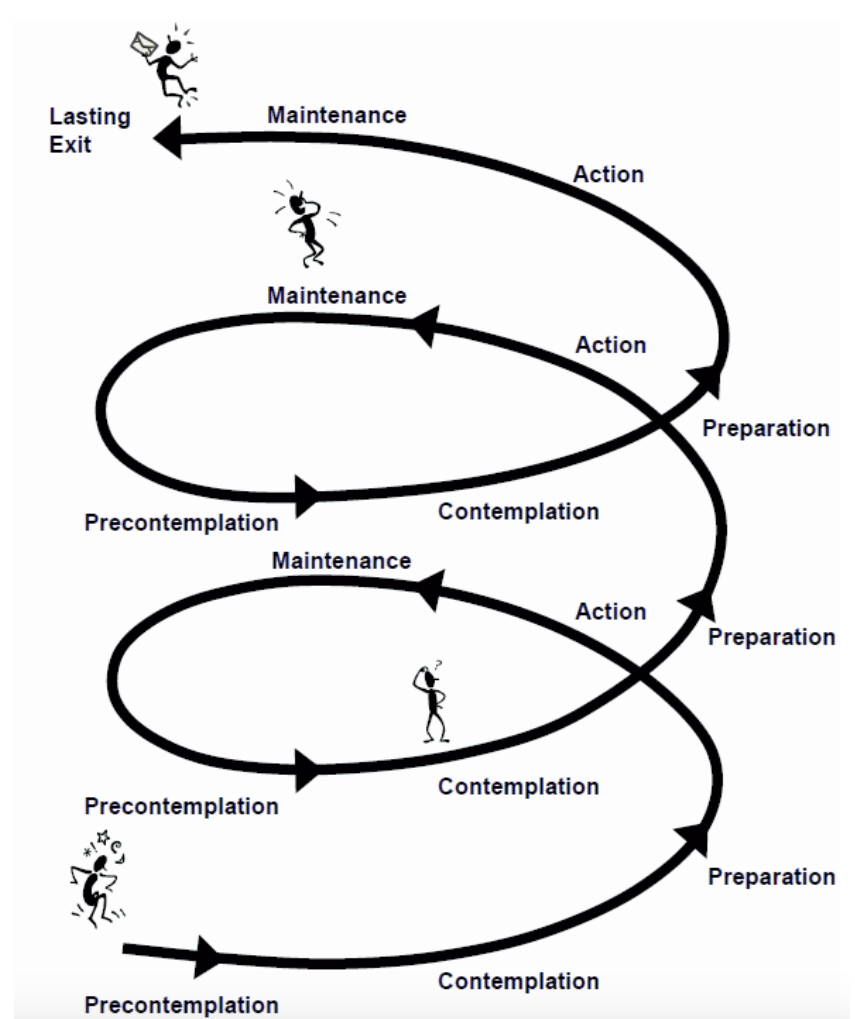 Lasting
Exit
Maintenance
Action
Maintenance
Action
Preparation
Precontemplation
Contemplation
Maintenance
Action
Preparation
Contemplation
Precontemplation
Preparation
Contemplation
Precontemplation